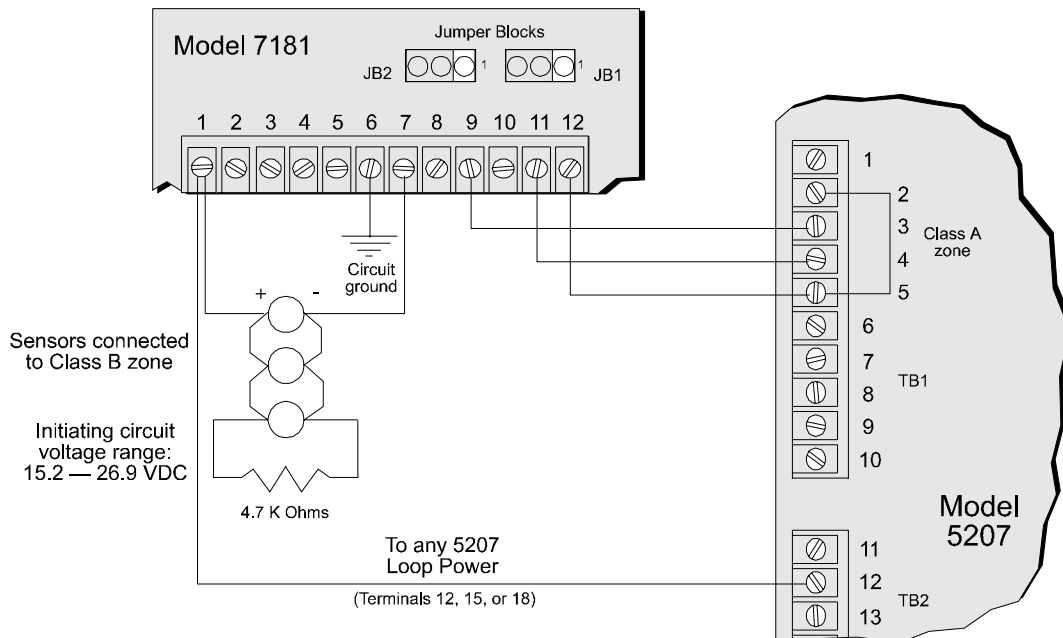 Model 7181
Jumper Blocks
JB2
1
1
JB1
1 2 3 4 5 6 7 8 9 10 11 12
1
2
3
Class A
zone
4
5
6
7
TB1
8
9
10
Circuit
ground
+ -
Sensors connected
to Class B zone
Initiating circuit
voltage range:
15.2 — 26.9 VDC
4.7 K Ohms
Model
5207
To any 5207
Loop Power
(Terminals 12, 15, or 18)
11
12
TB2
13